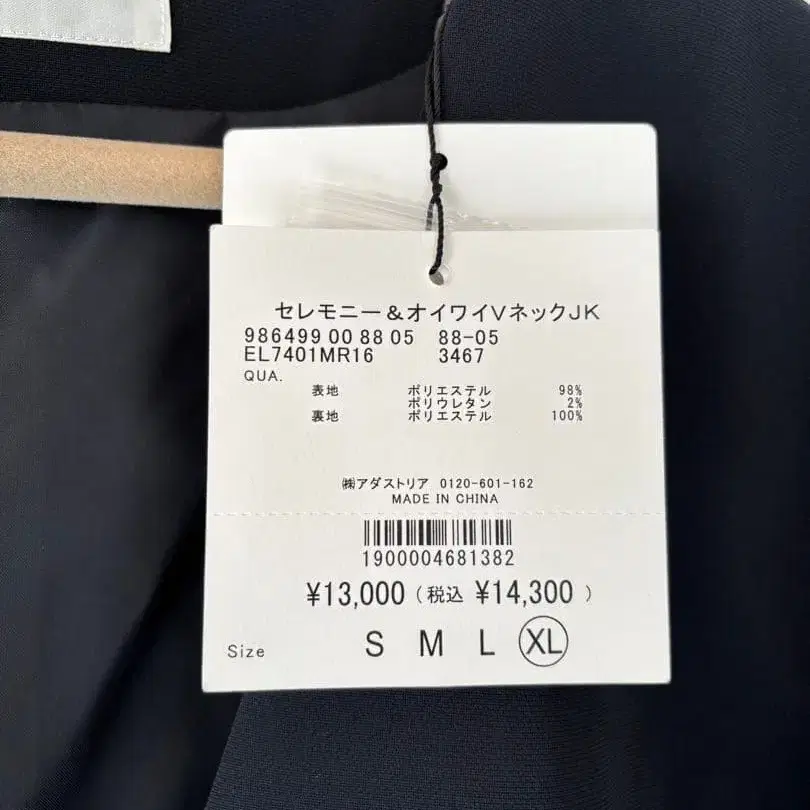 セレモニー&オイワイVネックJK
986499 00 88 05 88-05
EL7401MR16 3467
QUA.
表地 ポリエステル 98%
ポリウレタン 2%
裏地 ポリエステル 100%
㈱アダストリア 0120-601-162
MADE IN CHINA
1900004681382
¥13,000 (税込 ¥14,300)
Size S M L XL